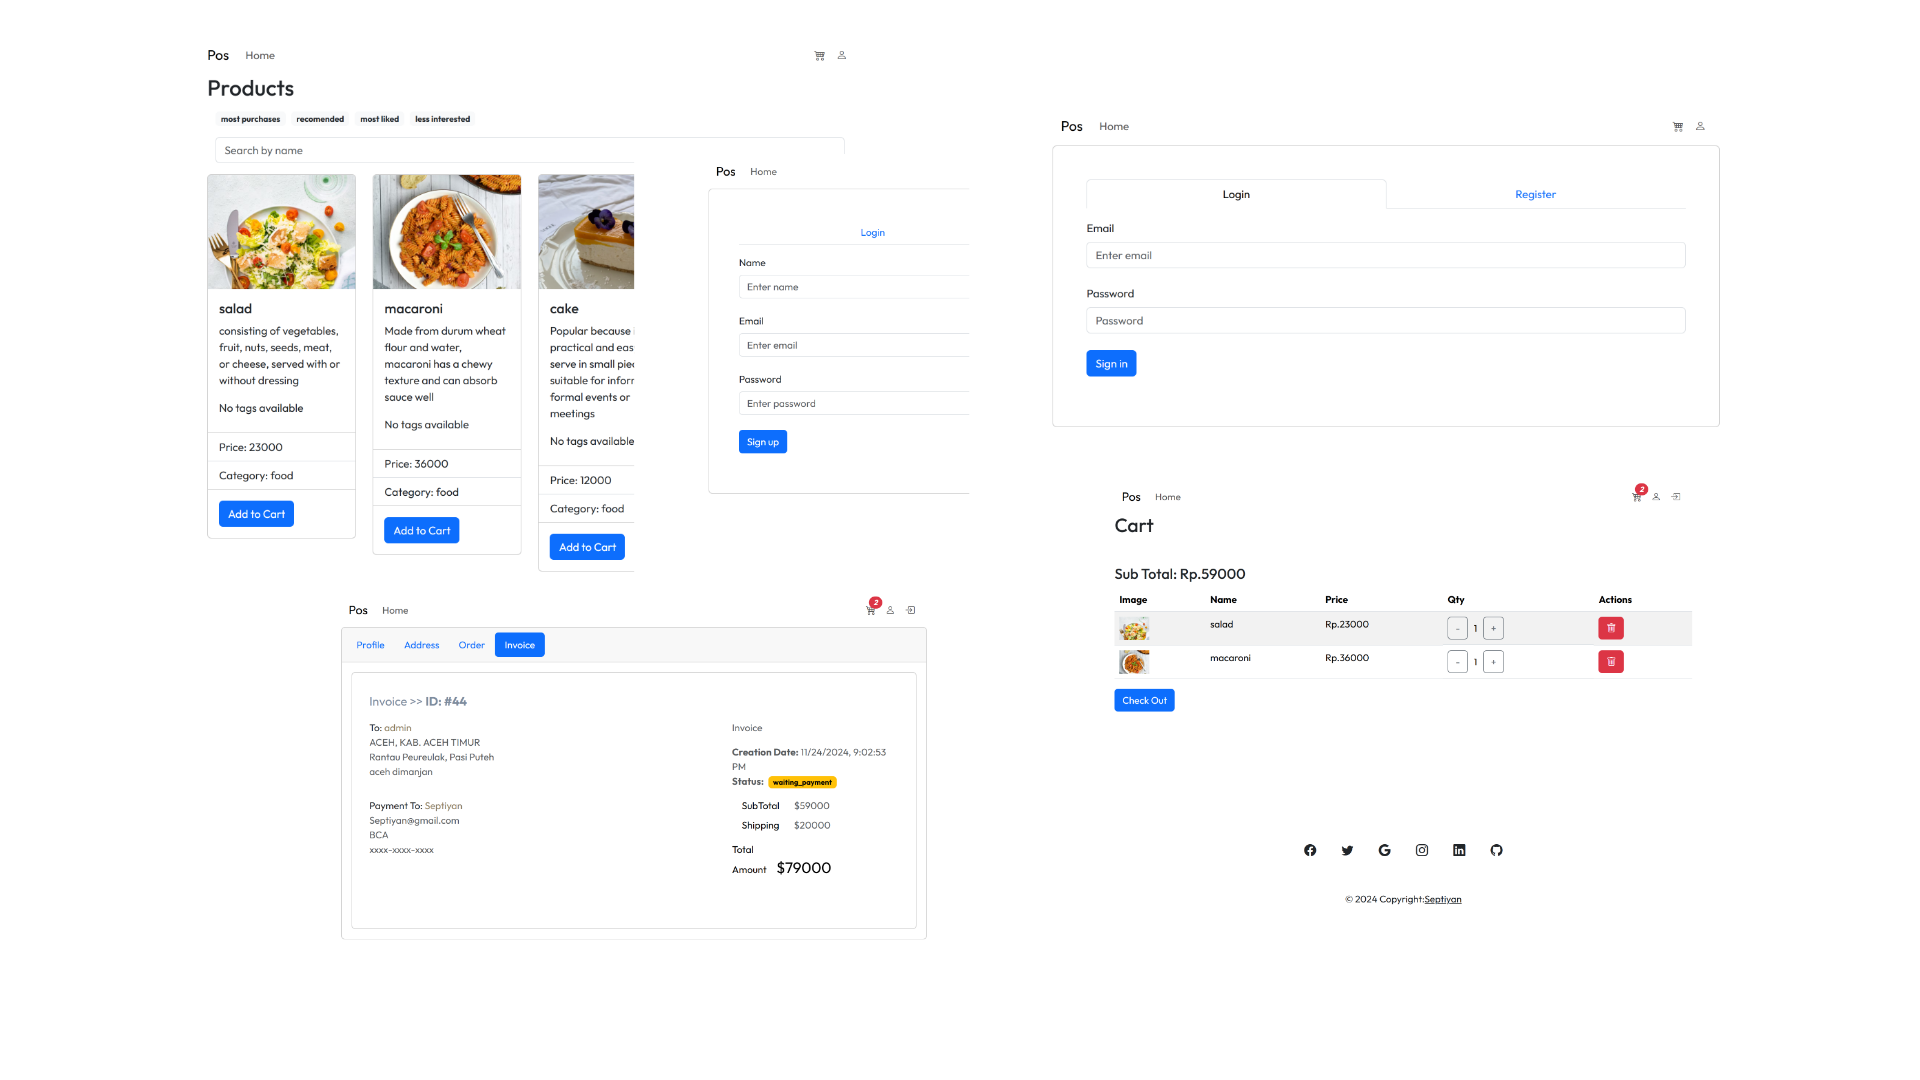 Pos Home
Products
most purchases recomended most liked less interested
Search by name
salad
consisting of vegetables,
fruit, nuts, seeds, meat,
or cheese, served with or
without dressing
No tags available
Price: 23000
Category: food
Add to Cart
macaroni
Made from durum wheat
flour and water,
macaroni has a chewy
texture and can absorb
sauce well
No tags available
Price: 36000
Category: food
Add to Cart
cake
Popular because
practical and eas
serve in small pie
suitable for infor
formal events or
meetings
No tags available
Price: 12000
Category: food
Add to Cart
Pos Home
Login
Name
Enter name
Email
Enter email
Password
Enter password
Sign up
Pos Home
Login Register
Email
Enter email
Password
Password
Sign in
Pos Home 2
Profile Address Order Invoice
Invoice >> ID: #44
To: admin
ACEH, KAB. ACEH TIMUR
Rantau Peureulak, Pasi Puteh
aceh dimanjan
Payment To: Septiyan
Septiyan@gmail.com
BCA
xxxx-xxxx-xxxx
Invoice
Creation Date: 11/24/2024, 9:02:53
PM
Status: waiting_payment
SubTotal $59000
Shipping $20000
Total
Amount $79000
Pos Home 2
Cart
Sub Total: Rp.59000
Image Name Price Qty Actions
salad Rp.23000 - 1 +
macaroni Rp.36000 - 1 +
Check Out
© 2024 Copyright:Septiyan